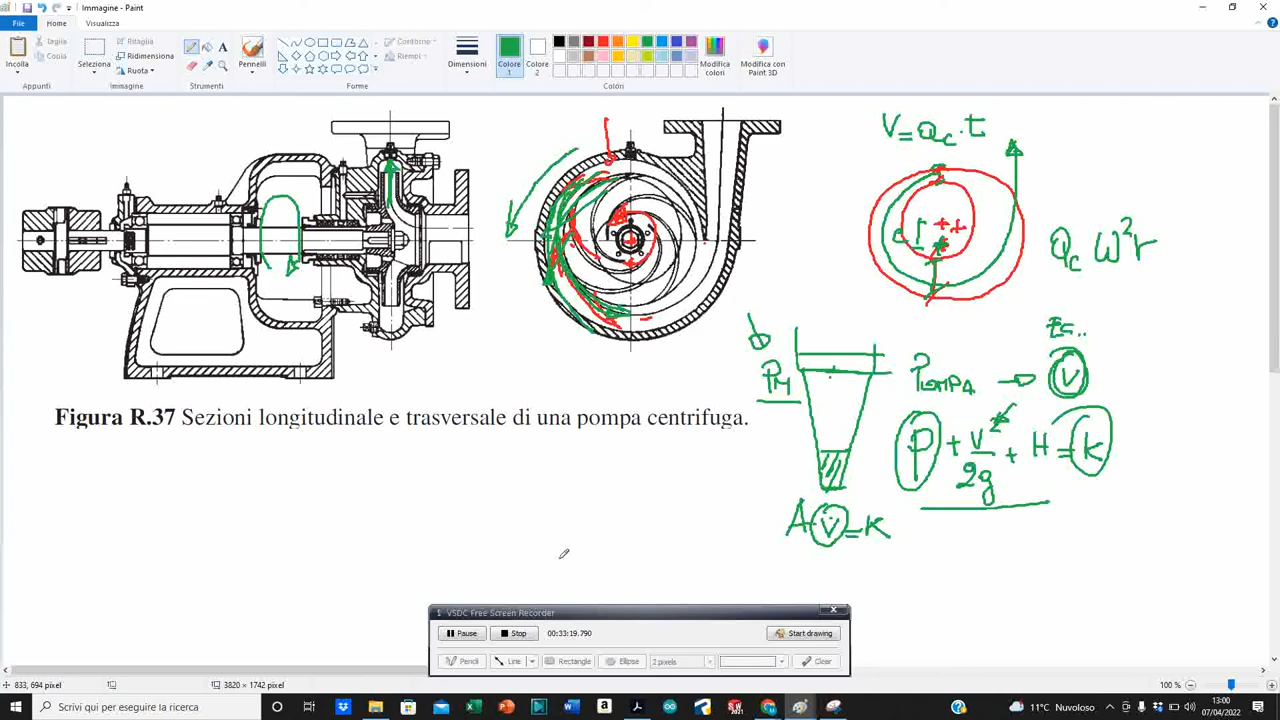 Immagine - Paint
File Home Visualizza
Incolla
Seleziona
Taglia
Copia
Ritaglia
Ridimensiona
Ruota
Pennelli
Contorno
Riempi
Dimensioni
Colore 1
Colore 2
Modifica colori
Modifica con Paint 3D
Appunti Immagine Strumenti Forme Colori
V=Qc·t
Qc ω²r
Figura R.37 Sezioni longitudinale e trasversale di una pompa centrifuga.
PM
POMPA → V
P + V²/2g + H = K
A V = K
VSDC Free Screen Recorder
Pause Stop 00:33:19.790 Start drawing
Pencil Line Rectangle Ellipse 2 pixels Clear
833, 694 pixel 3820 × 1742 pixel 100 %
Scrivi qui per eseguire la ricerca
11°C Nuvoloso
13:00
07/04/2022